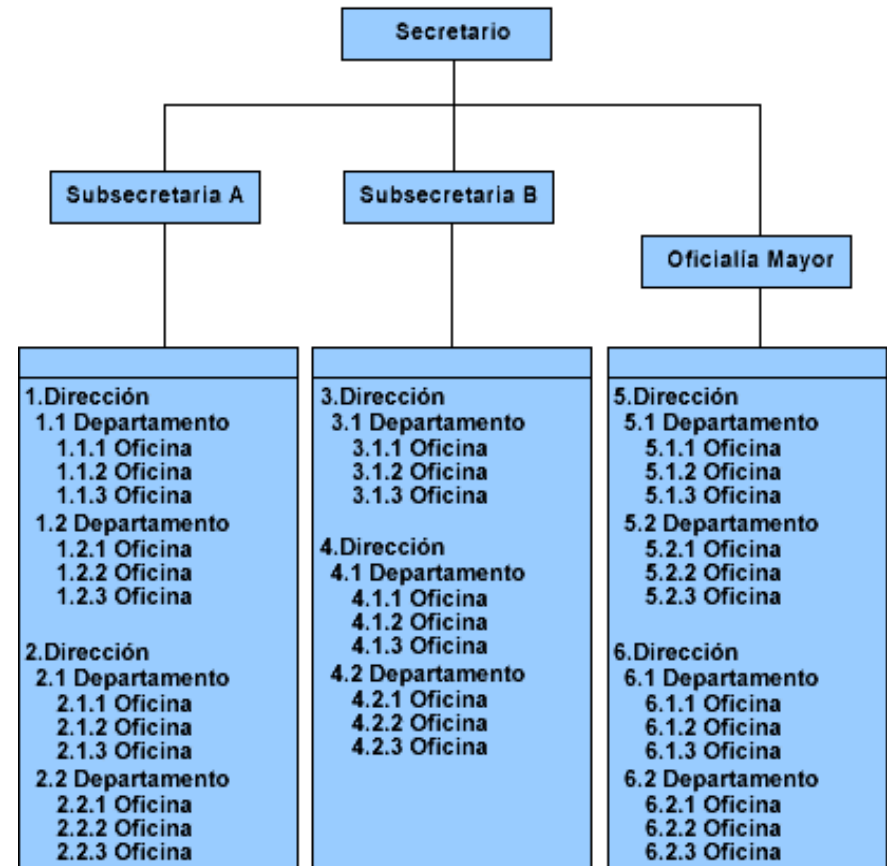 Secretario
Subsecretaria A
Subsecretaria B
Oficialía Mayor
1.Dirección
1.1 Departamento
1.1.1 Oficina
1.1.2 Oficina
1.1.3 Oficina
1.2 Departamento
1.2.1 Oficina
1.2.2 Oficina
1.2.3 Oficina
2.Dirección
2.1 Departamento
2.1.1 Oficina
2.1.2 Oficina
2.1.3 Oficina
2.2 Departamento
2.2.1 Oficina
2.2.2 Oficina
2.2.3 Oficina
3.Dirección
3.1 Departamento
3.1.1 Oficina
3.1.2 Oficina
3.1.3 Oficina
4.Dirección
4.1 Departamento
4.1.1 Oficina
4.1.2 Oficina
4.1.3 Oficina
4.2 Departamento
4.2.1 Oficina
4.2.2 Oficina
4.2.3 Oficina
5.Dirección
5.1 Departamento
5.1.1 Oficina
5.1.2 Oficina
5.1.3 Oficina
5.2 Departamento
5.2.1 Oficina
5.2.2 Oficina
5.2.3 Oficina
6.Dirección
6.1 Departamento
6.1.1 Oficina
6.1.2 Oficina
6.1.3 Oficina
6.2 Departamento
6.2.1 Oficina
6.2.2 Oficina
6.2.3 Oficina